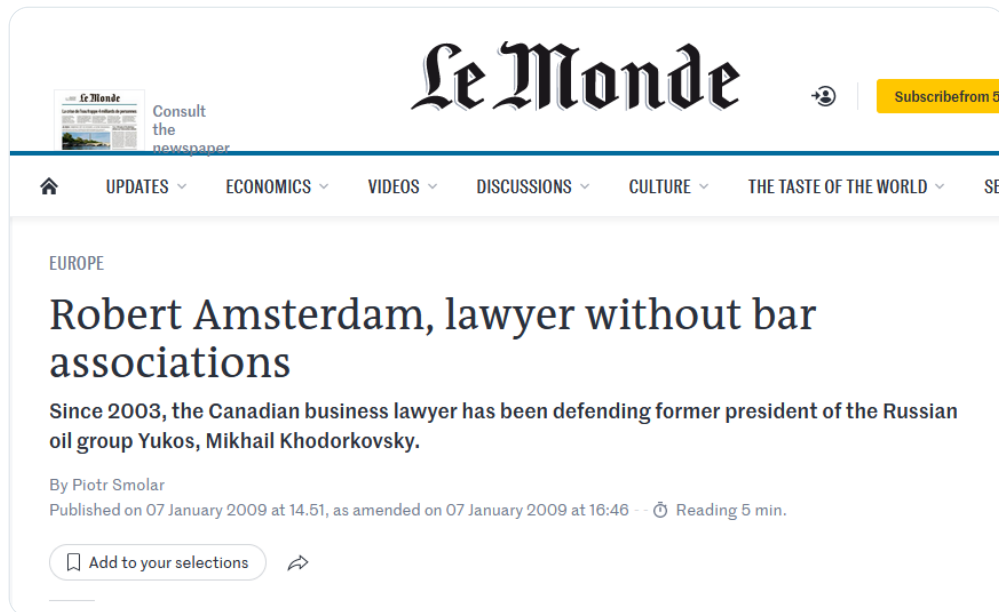 Le Monde
Le Monde
Consult
the
newspaper
Subscribefrom 5
UPDATES
ECONOMICS
VIDEOS
DISCUSSIONS
CULTURE
THE TASTE OF THE WORLD
SE
EUROPE
Robert Amsterdam, lawyer without bar
associations
Since 2003, the Canadian business lawyer has been defending former president of the Russian
oil group Yukos, Mikhail Khodorkovsky.
By Piotr Smolar
Published on 07 January 2009 at 14.51, as amended on 07 January 2009 at 16:46 - - Reading 5 min.
Add to your selections